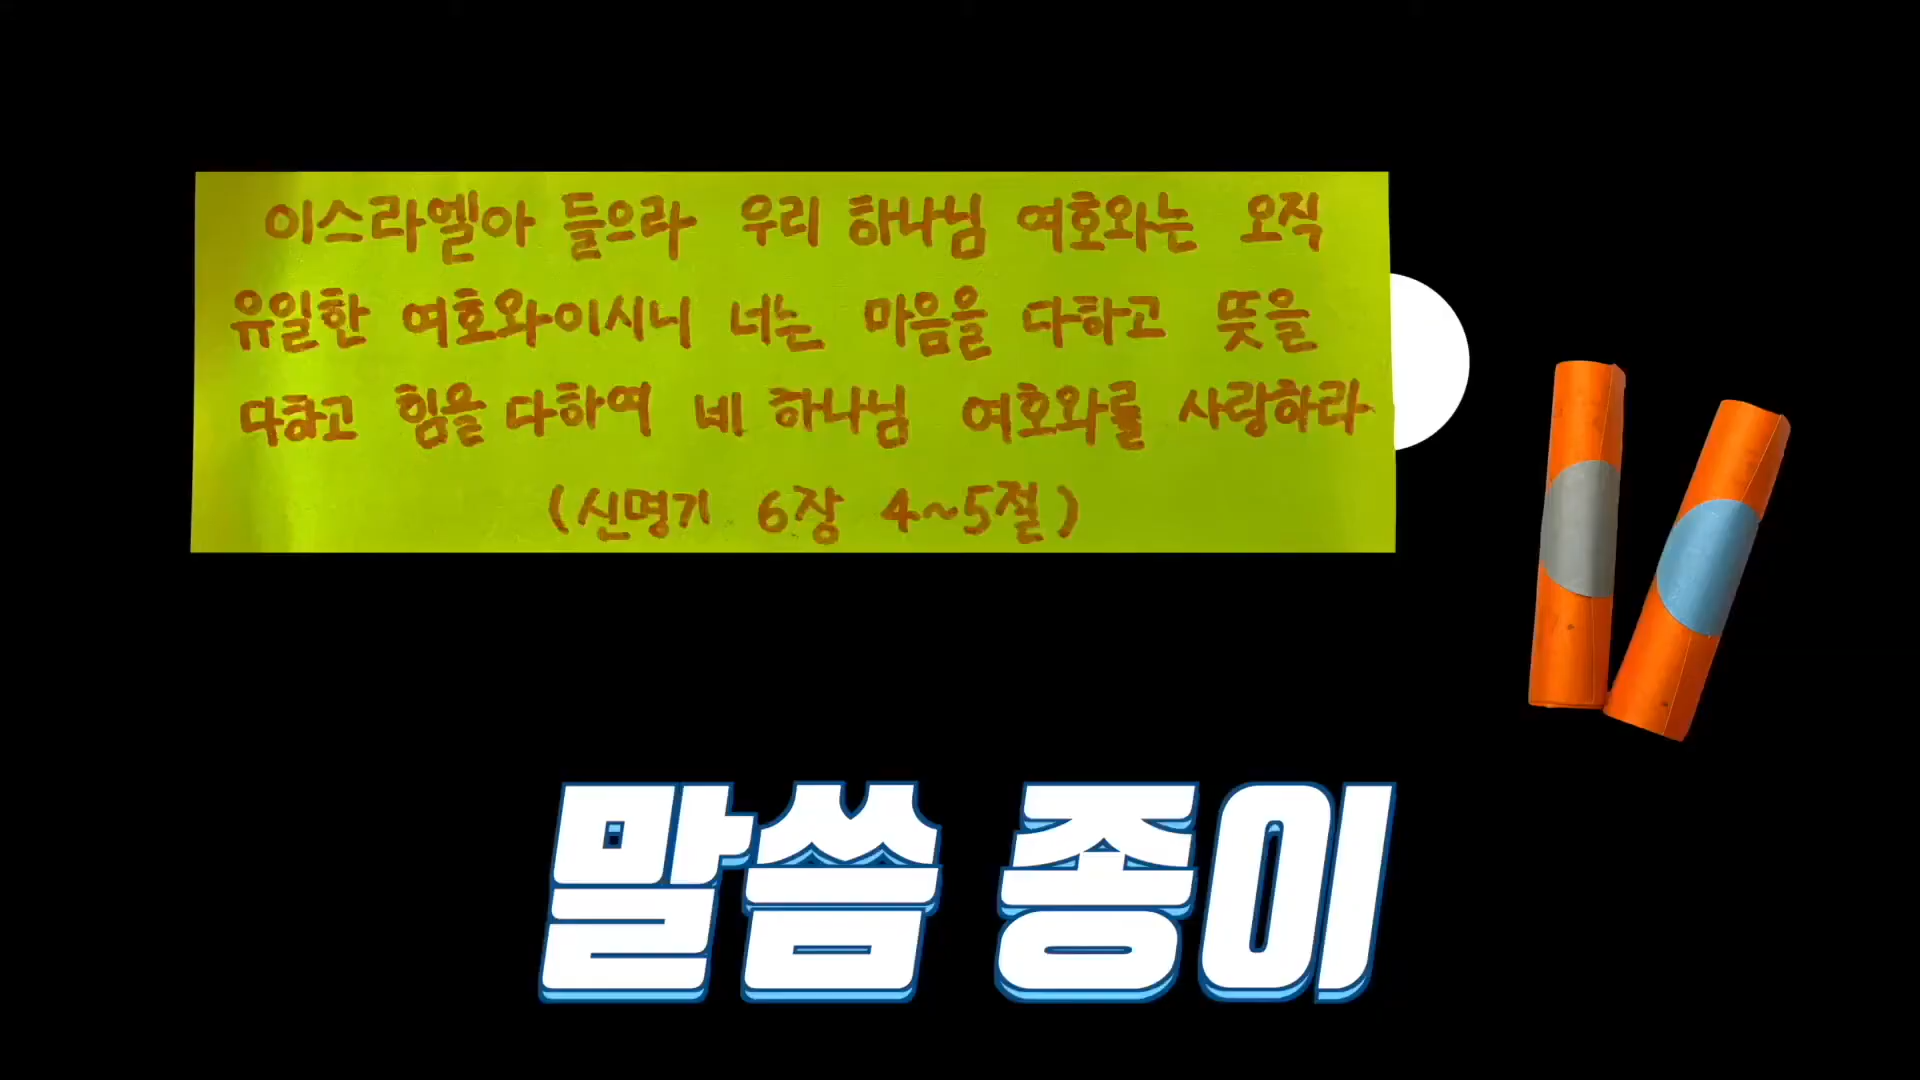 이스라엘아 들으라 우리 하나님 여호와는 오직
유일한 여호와이시니 너는 마음을 다하고 뜻을
다하고 힘을 다하여 네 하나님 여호와를 사랑하라
(신명기 6장 4~5절)
말씀 종이